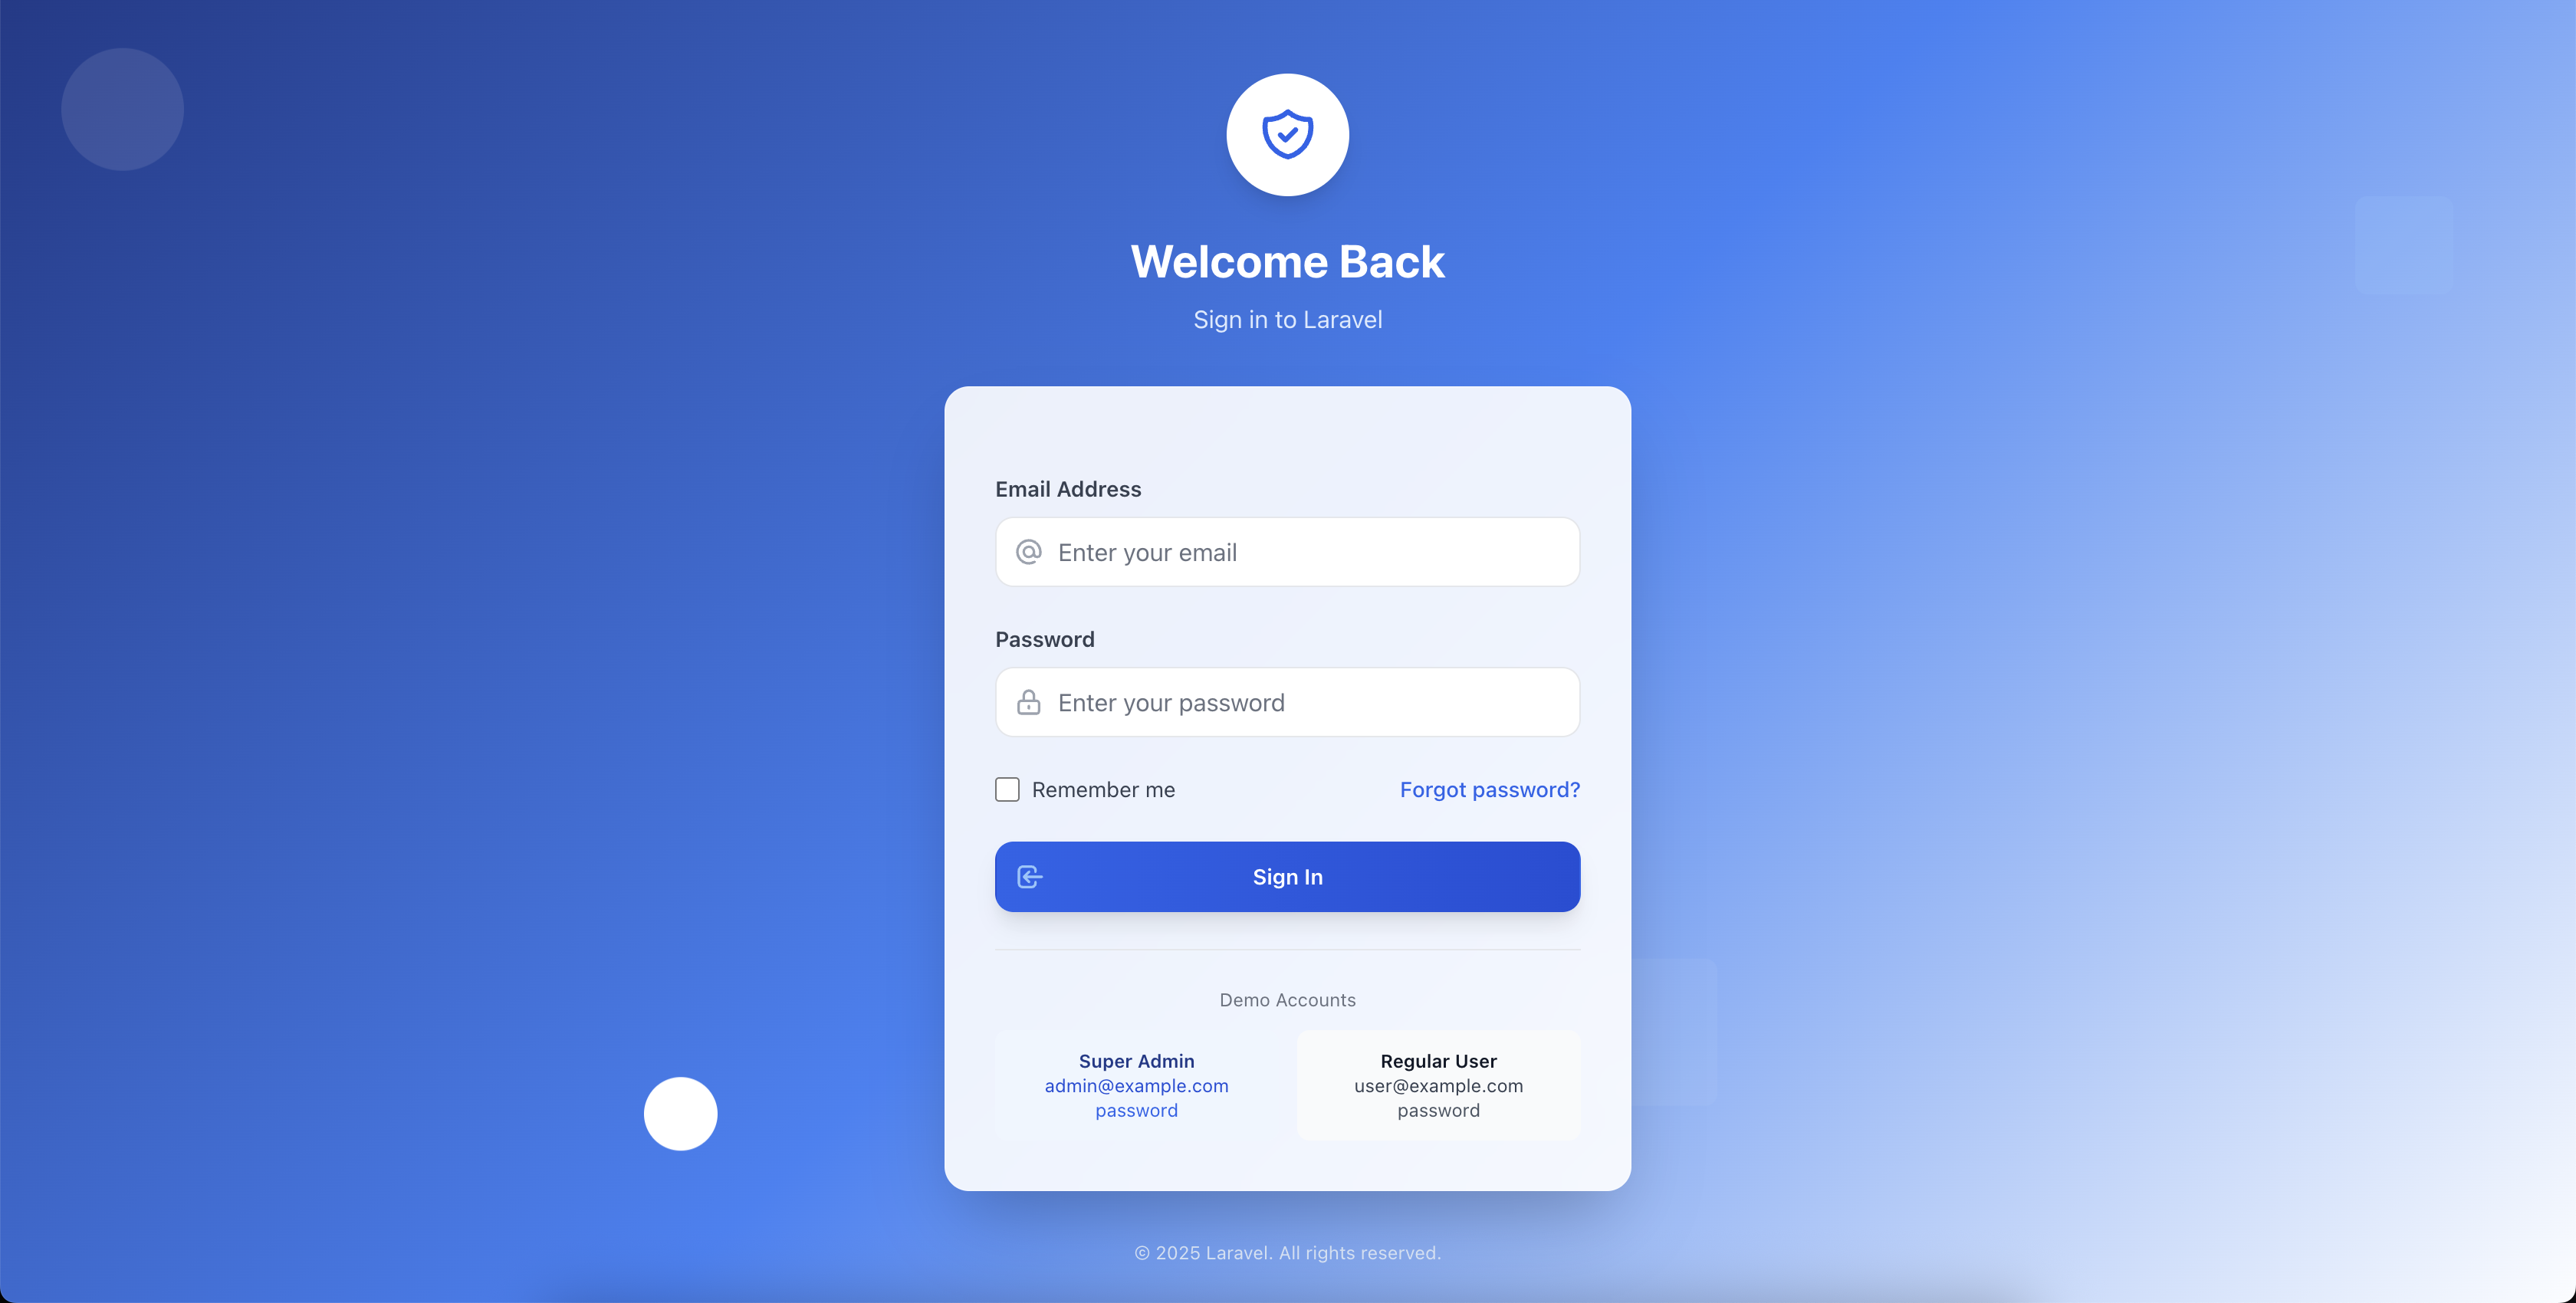 Welcome Back
Sign in to Laravel
Email Address
Enter your email
Password
Enter your password
Remember me
Forgot password?
Sign In
Demo Accounts
Super Admin
admin@example.com
password
Regular User
user@example.com
password
© 2025 Laravel. All rights reserved.